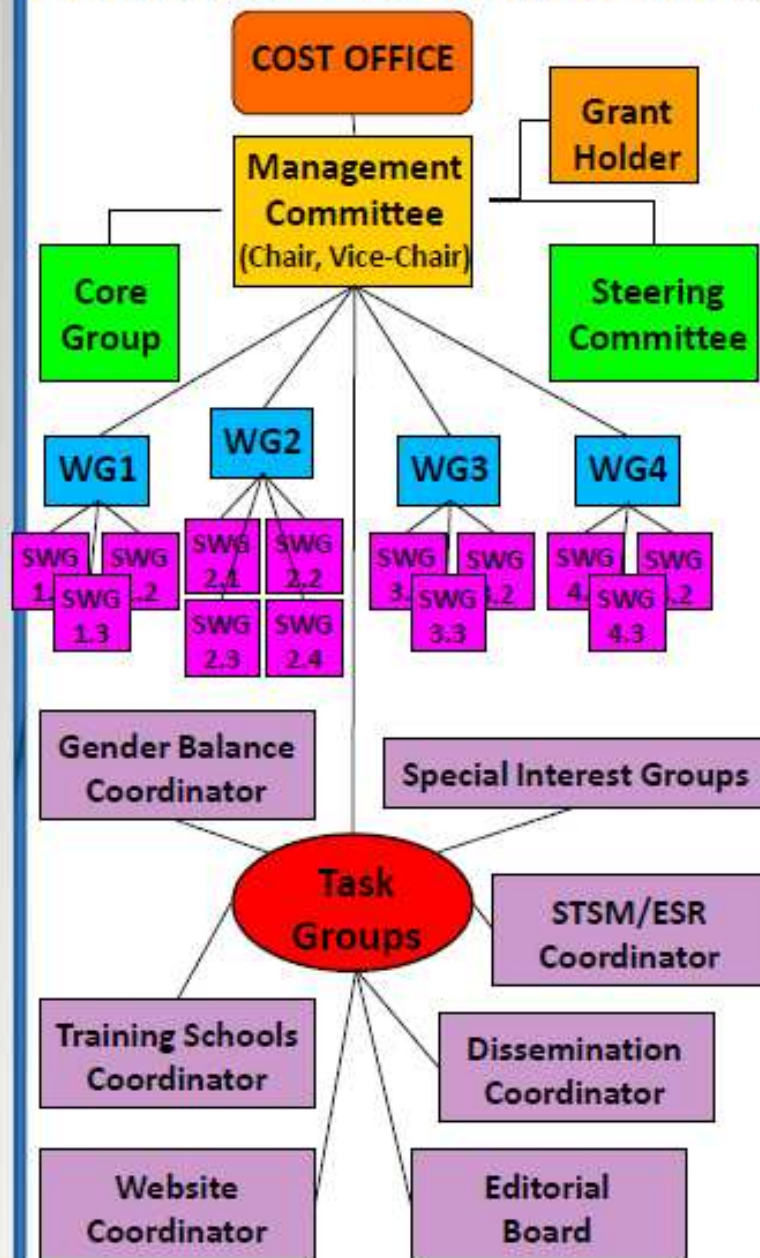 COST OFFICE
Grant
Holder
Management
Committee
(Chair, Vice-Chair)
Core
Group
Steering
Committee
WG1
WG2
WG3
WG4
SWG
SWG
SWG
1.3
SWG
2.1
SWG
2.2
SWG
2.3
SWG
2.4
SWG
SWG
SWG
3.3
SWG
SWG
SWG
4.3
Gender Balance
Coordinator
Special Interest Groups
Task
Groups
STSM/ESR
Coordinator
Training Schools
Coordinator
Dissemination
Coordinator
Website
Coordinator
Editorial
Board